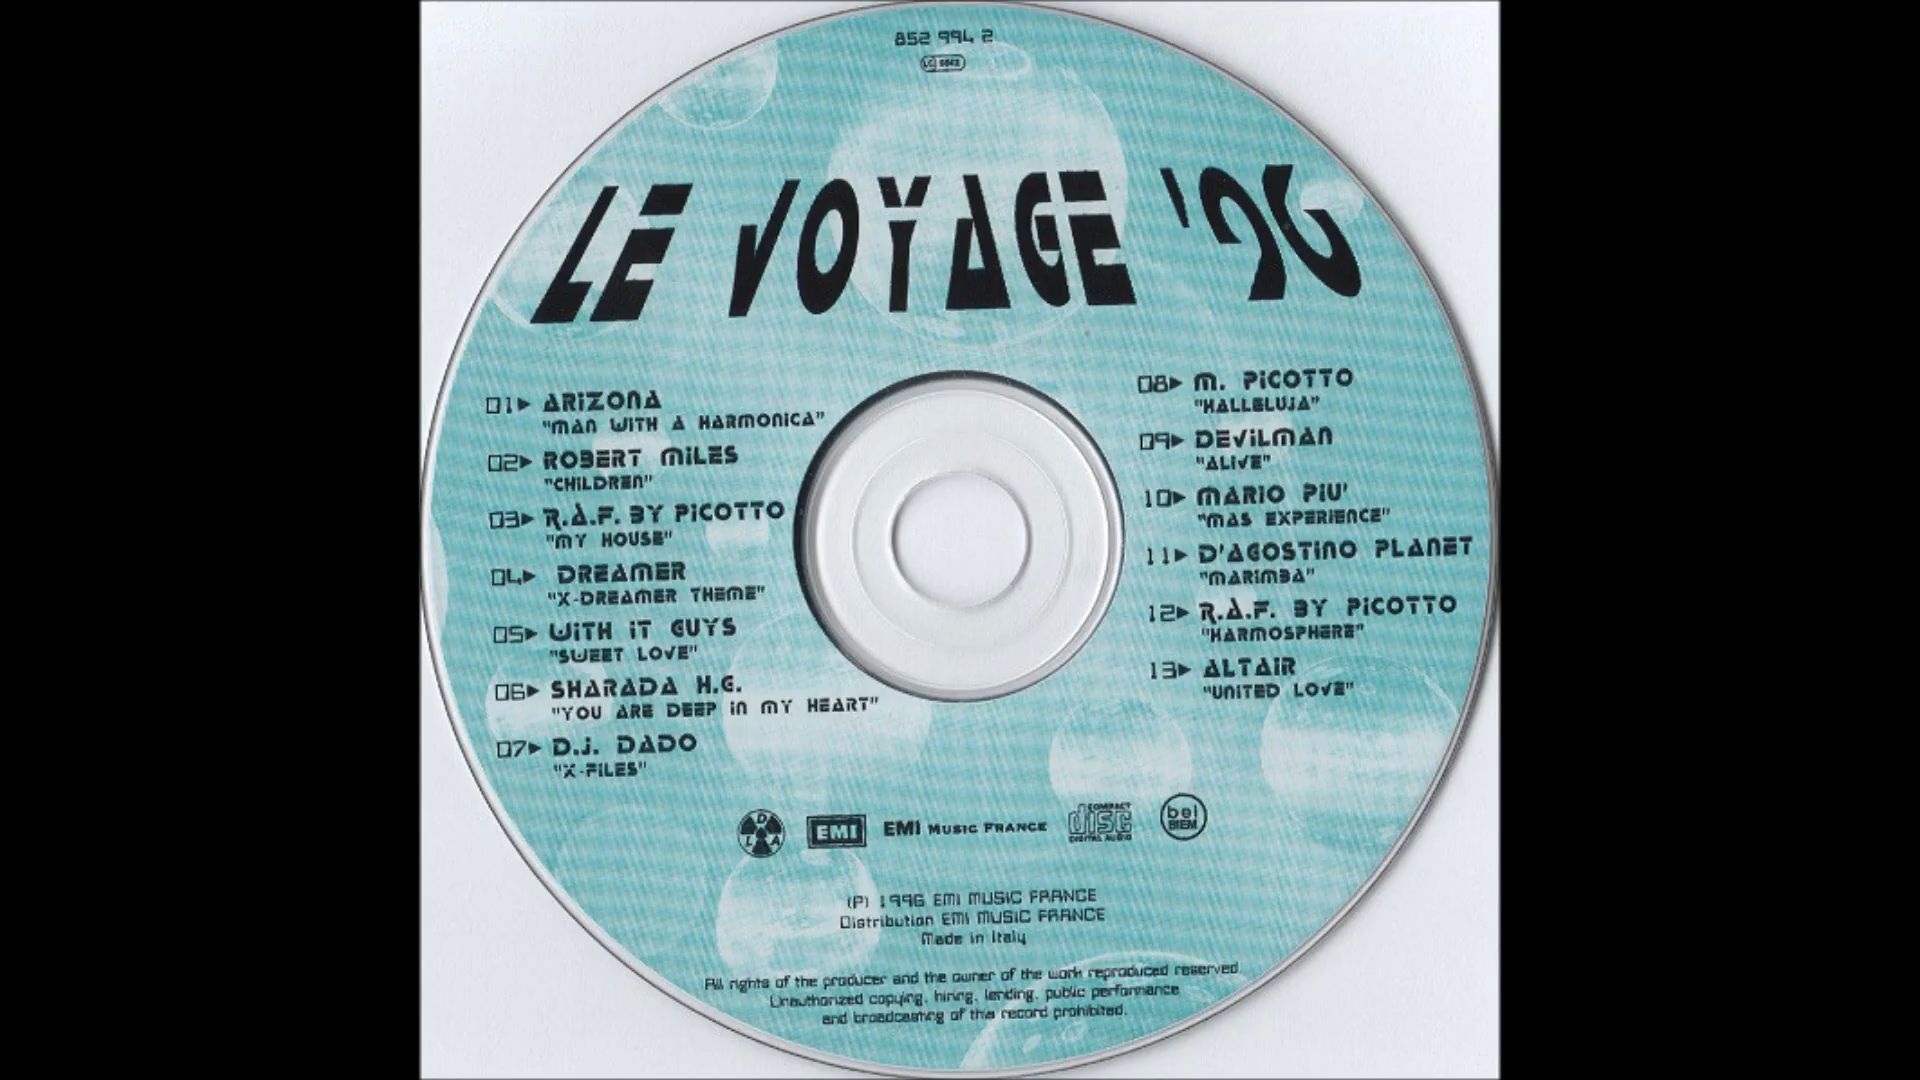 852 994 2
LE VOYAGE '96
01 ARIZONA
"MAN WITH A HARMONICA"
02 ROBERT MILES
"CHILDREN"
03 R.A.F. BY PICOTTO
"MY HOUSE"
04 DREAMER
"X-DREAMER THEME"
05 WITH IT GUYS
"SWEET LOVE"
06 SHARADA H.G.
"YOU ARE DEEP IN MY HEART"
07 D.J. DADO
"X-FILES"
08 M. PICOTTO
"HALLELUJA"
09 DEVILMAN
"ALIVE"
10 MARIO PIU'
"MAS EXPERIENCE"
11 D'AGOSTINO PLANET
"MARIMBA"
12 R.A.F. BY PICOTTO
"HARMOSPHERE"
13 ALTAIR
"UNITED LOVE"
D L A
EMI
EMI MUSIC FRANCE
COMPACT disc DIGITAL AUDIO
bel BIEM
(P) 1996 EMI MUSIC FRANCE
Distribution EMI MUSIC FRANCE
Made in Italy
All rights of the producer and the owner of the work reproduced reserved.
Unauthorized copying, hiring, lending, public performance
and broadcasting of this record prohibited.